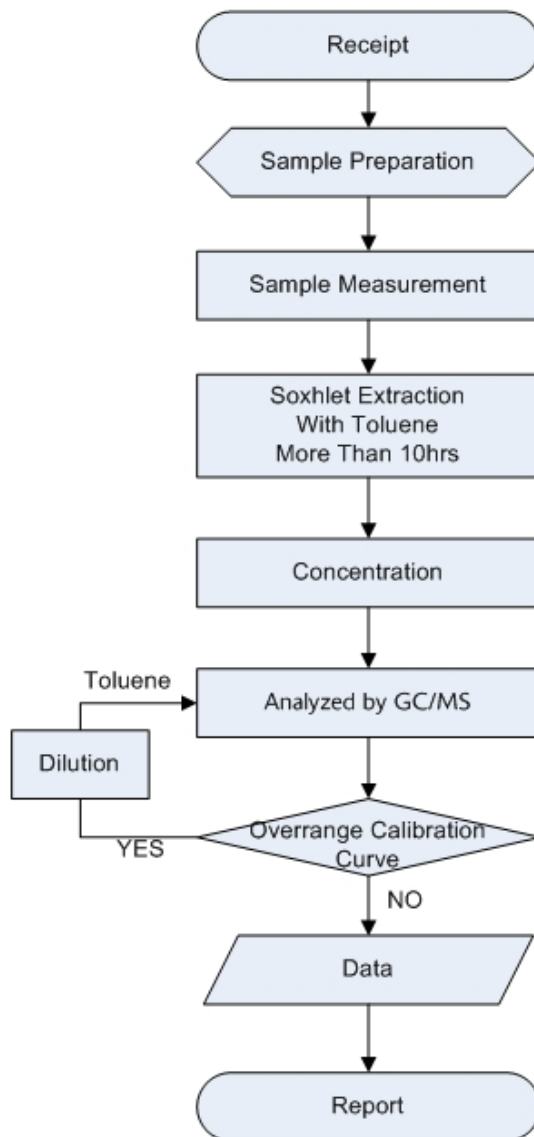 Receipt
Sample Preparation
Sample Measurement
Soxhlet Extraction
With Toluene
More Than 10hrs
Concentration
Toluene
Analyzed by GC/MS
Dilution
Overrange Calibration
Curve
YES
NO
Data
Report